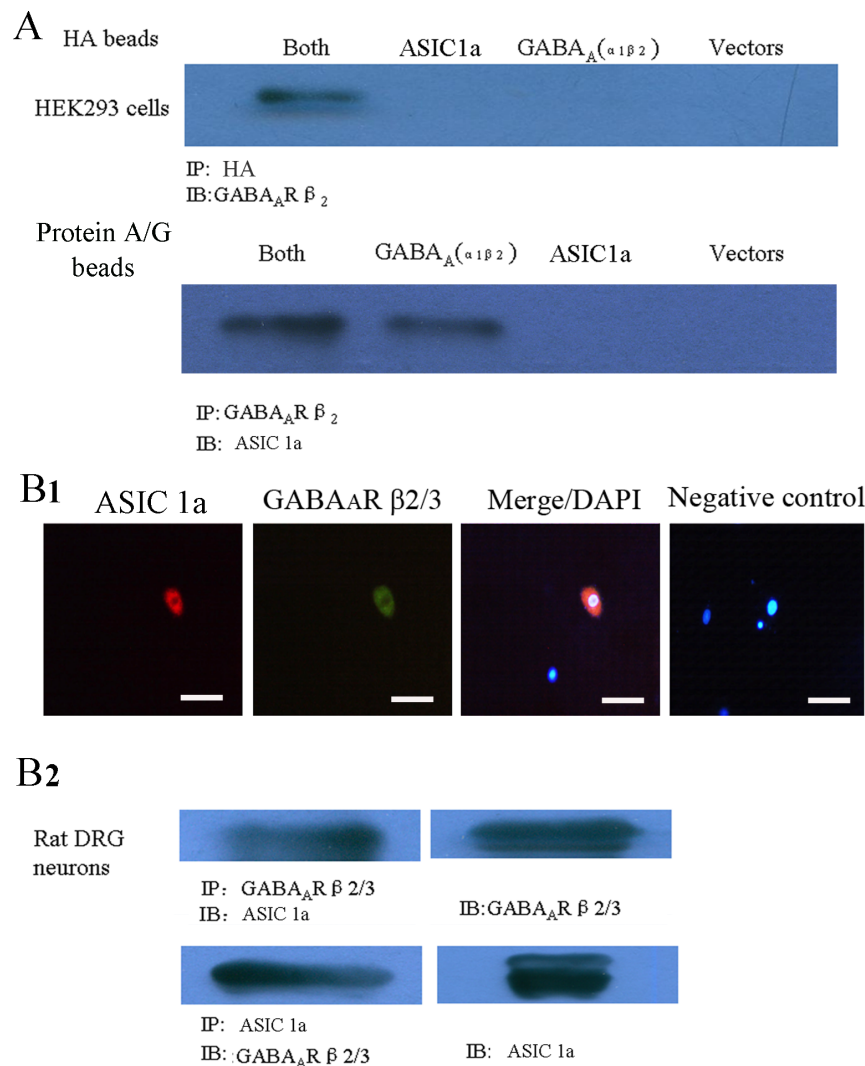 A
HA beads
Both ASIC1a GABAA(α1β2) Vectors
HEK293 cells
IP: HA
IB:GABAAR β2
Protein A/G
beads
Both GABAA(α1β2) ASIC1a Vectors
IP:GABAAR β2
IB: ASIC 1a
B1
ASIC 1a GABAAR β2/3 Merge/DAPI Negative control
B2
Rat DRG
neurons
IP: GABAAR β 2/3
IB: ASIC 1a
IB:GABAAR β 2/3
IP: ASIC 1a
IB: :GABAAR β 2/3
IB: ASIC 1a